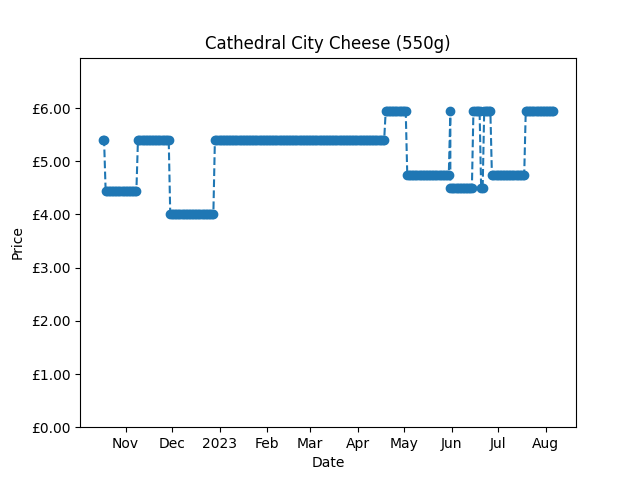 Cathedral City Cheese (550g)
£6.00
£5.00
£4.00
£3.00
£2.00
£1.00
£0.00
Price
Nov Dec 2023 Feb Mar Apr May Jun Jul Aug
Date